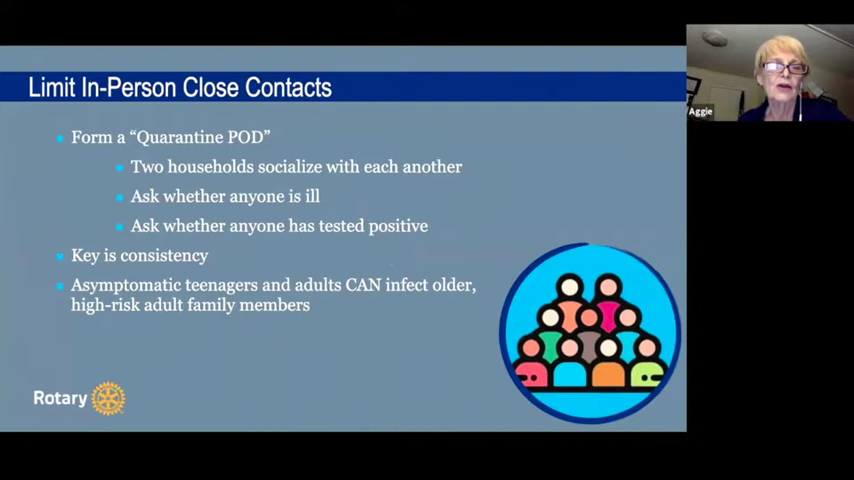 Limit In-Person Close Contacts
Form a “Quarantine POD”
Two households socialize with each another
Ask whether anyone is ill
Ask whether anyone has tested positive
Key is consistency
Asymptomatic teenagers and adults CAN infect older,
high-risk adult family members
Rotary
Aggie